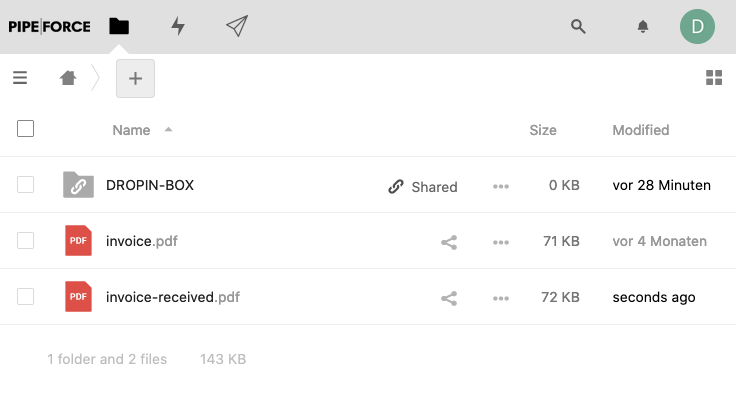 PIPE|FORCE
D
Name
Size
Modified
DROPIN-BOX
Shared
0 KB
vor 28 Minuten
PDF
invoice.pdf
71 KB
vor 4 Monaten
PDF
invoice-received.pdf
72 KB
seconds ago
1 folder and 2 files
143 KB